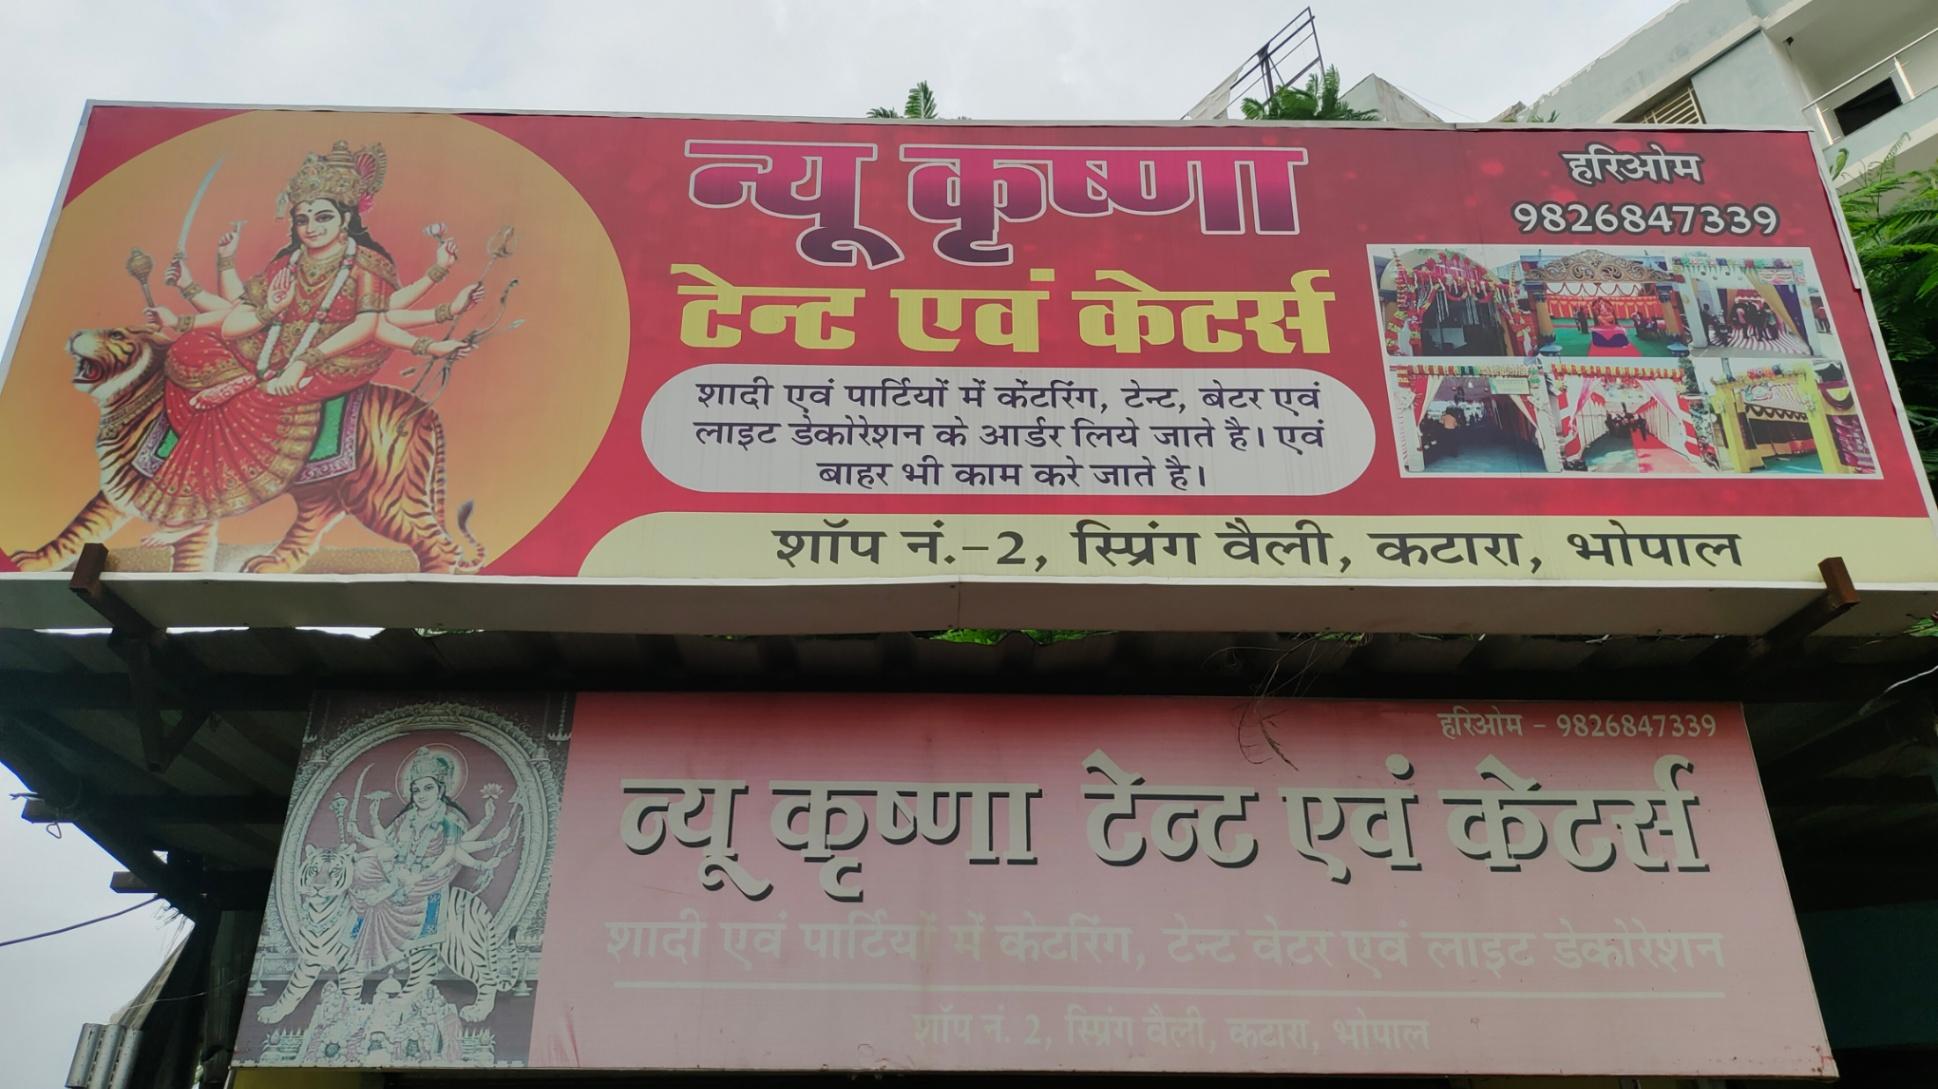 न्यू कृष्णा
टेन्ट एवं केटर्स
हरिओम
9826847339
शादी एवं पार्टियों में केंटरिंग, टेन्ट, बेटर एवं
लाइट डेकोरेशन के आर्डर लिये जाते है। एवं
बाहर भी काम करे जाते है।
शॉप नं.-2, स्प्रिंग वैली, कटारा, भोपाल
हरिओम - 9826847339
न्यू कृष्णा टेन्ट एवं केटर्स
शादी एवं पार्टियों में केटरिंग, टेन्ट वेटर एवं लाइट डेकोरेशन
शॉप नं. 2, स्प्रिंग वैली, कटारा, भोपाल